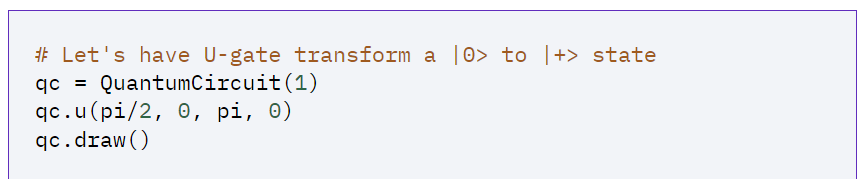 # Let's have U-gate transform a |0> to |+> state
qc = QuantumCircuit(1)
qc.u(pi/2, 0, pi, 0)
qc.draw()